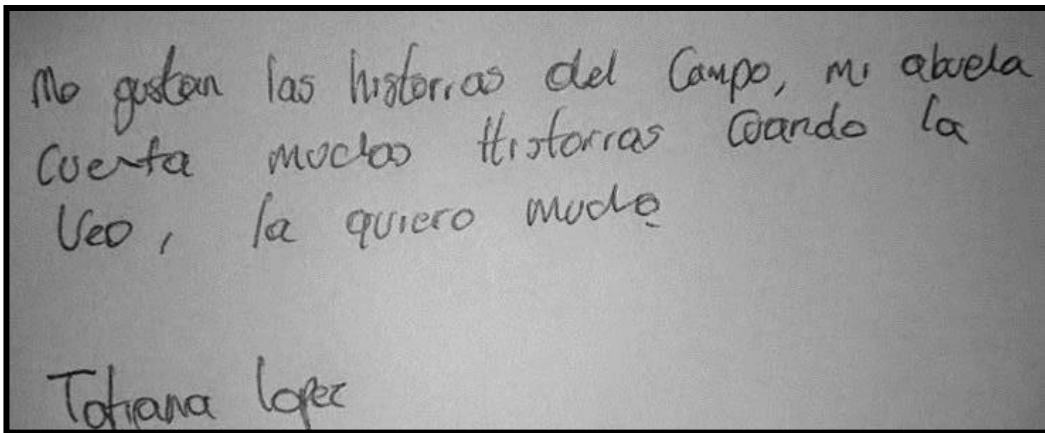 Me gustan las historias del Campo, mi abuela
Cuenta muchas Historias Cuando la
Veo, la quiero mucho
Tatiana Lopez